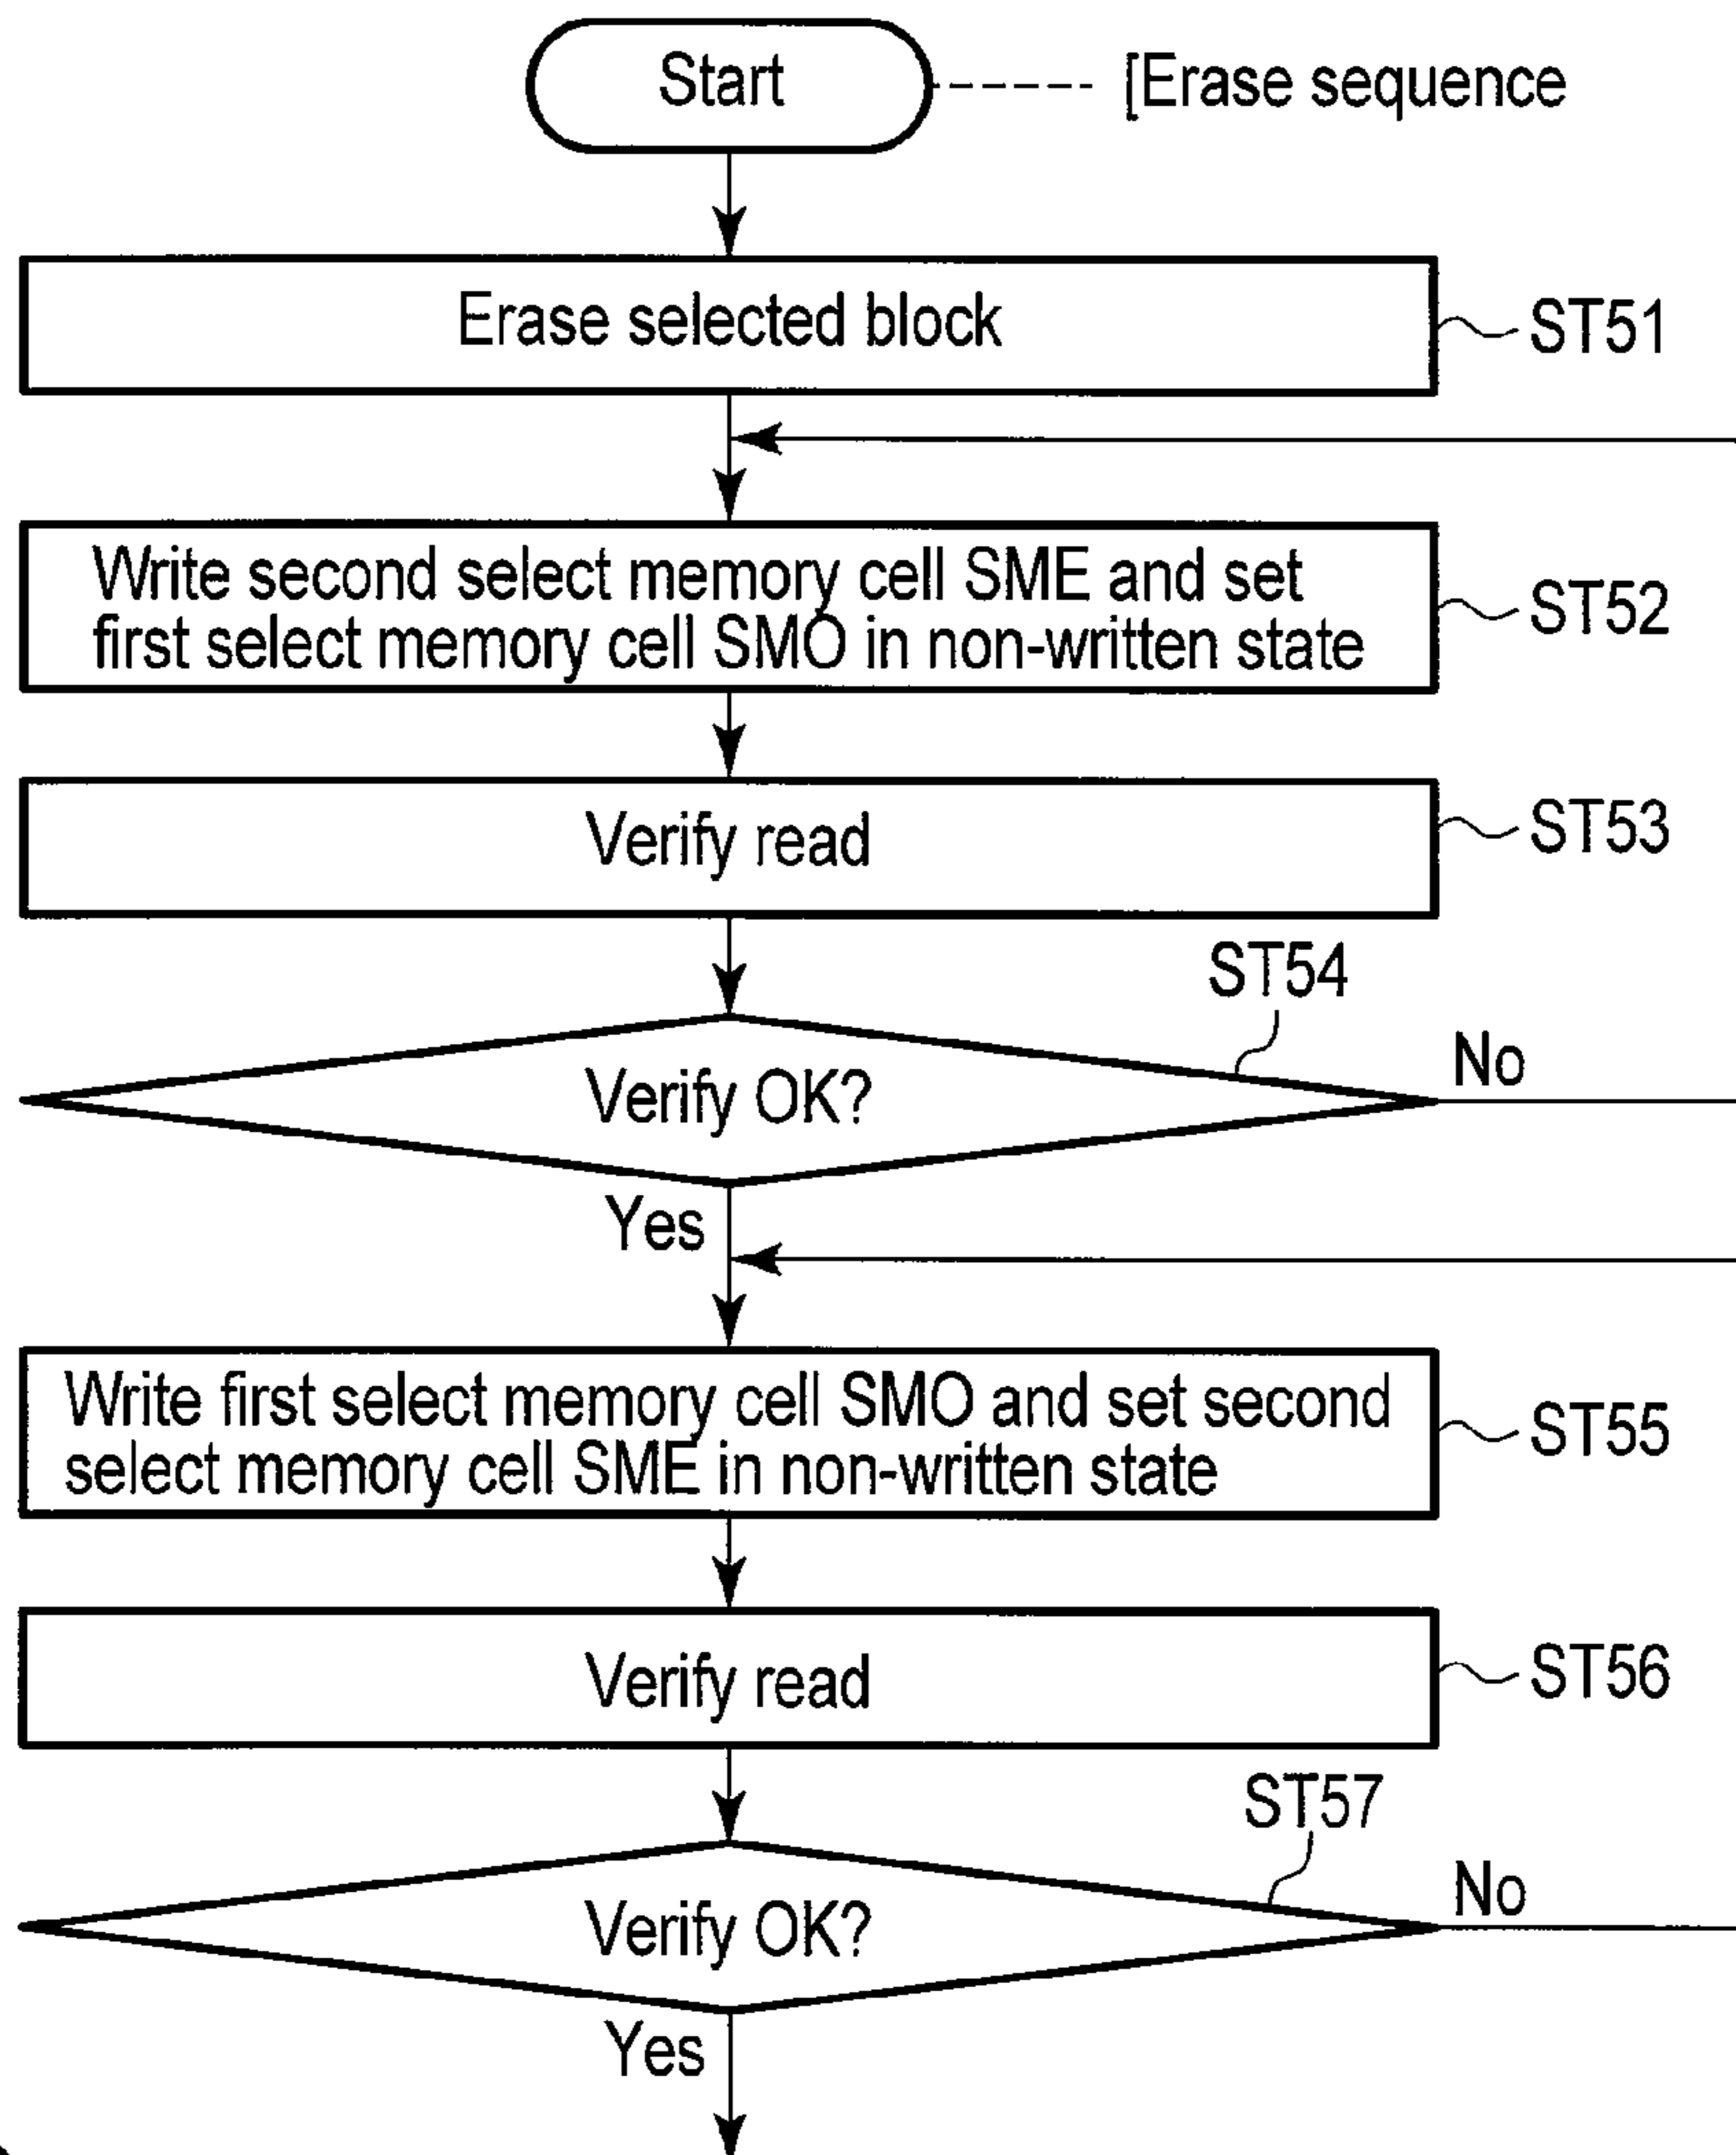 Start
[Erase sequence
Erase selected block
ST51
Write second select memory cell SME and set
first select memory cell SMO in non-written state
ST52
Verify read
ST53
ST54
Verify OK?
No
Yes
Write first select memory cell SMO and set second
select memory cell SME in non-written state
ST55
Verify read
ST56
ST57
Verify OK?
No
Yes